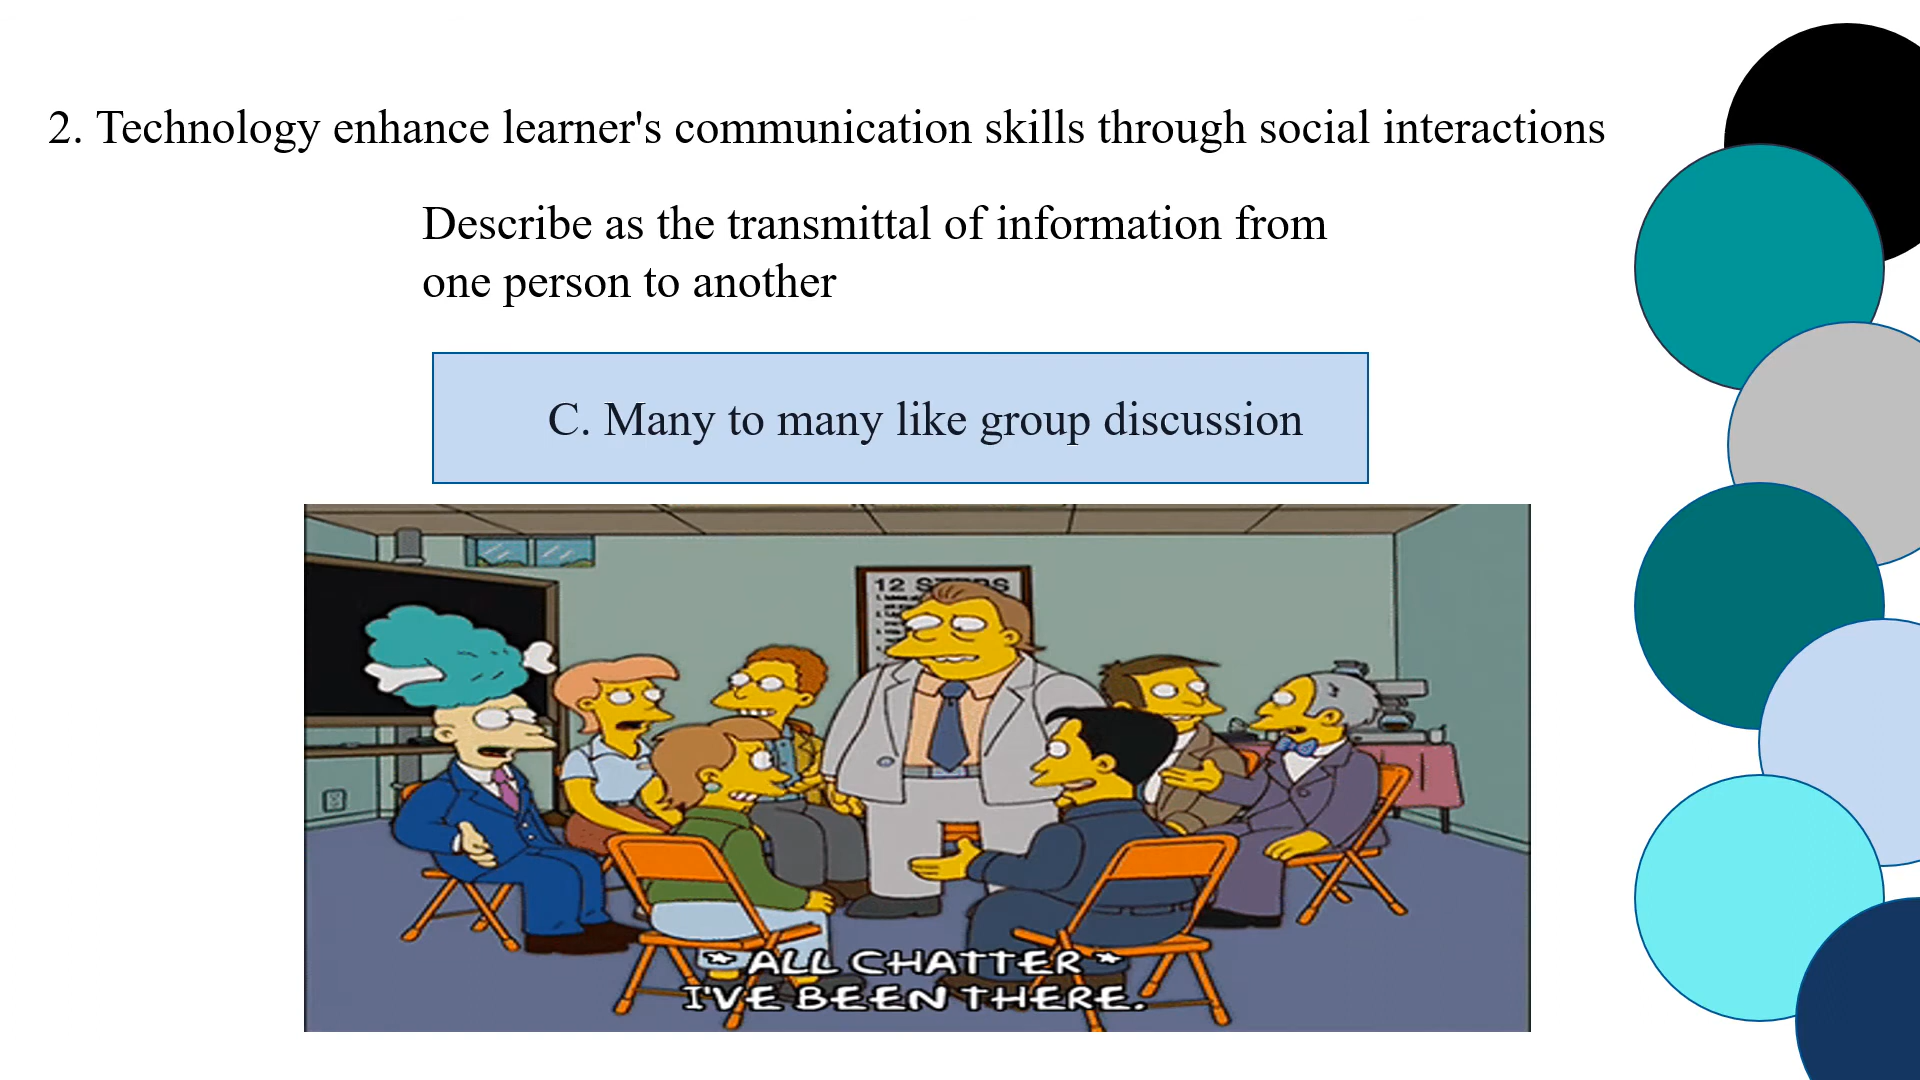 2. Technology enhance learner's communication skills through social interactions
Describe as the transmittal of information from
one person to another
C. Many to many like group discussion
12 ST
* ALL CHATTER *
I'VE BEEN THERE.